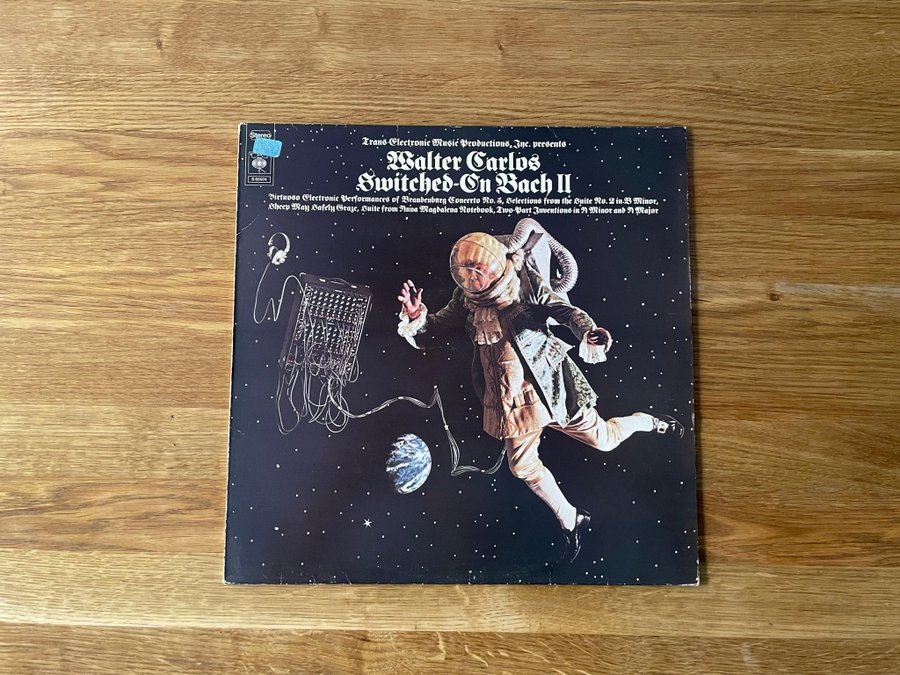 Stereo
S 65974
Trans-Electronic Music Productions, Inc. presents
Walter Carlos
Switched-On Bach II
Virtuoso Electronic Performances of Brandenburg Concerto No. 5, Selections from the Suite No. 2 in B Minor,
Sheep May Safely Graze, Suite from Anna Magdalena Notebook, Two-Part Inventions in A Minor and A Major